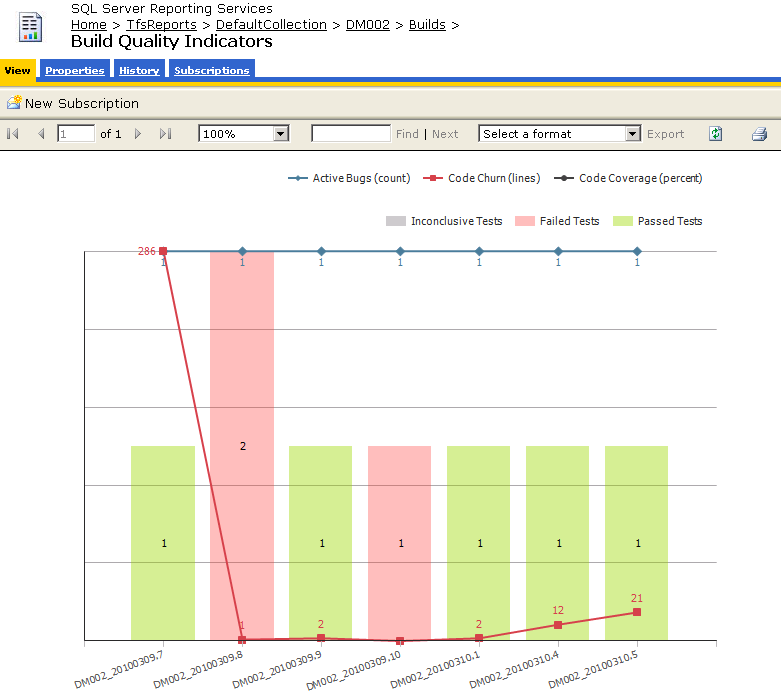 SQL Server Reporting Services
Home > TfsReports > DefaultCollection > DM002 > Builds >
Build Quality Indicators
View Properties History Subscriptions
New Subscription
1 of 1 100% Find | Next Select a format Export
Active Bugs (count) Code Churn (lines) Code Coverage (percent)
Inconclusive Tests Failed Tests Passed Tests
286
1 1 1 1 1 1 1
2
1 1 1 1 1 1
1 2 2 12 21
DM002_20100309.7 DM002_20100309.8 DM002_20100309.9 DM002_20100309.10 DM002_20100310.1 DM002_20100310.4 DM002_20100310.5